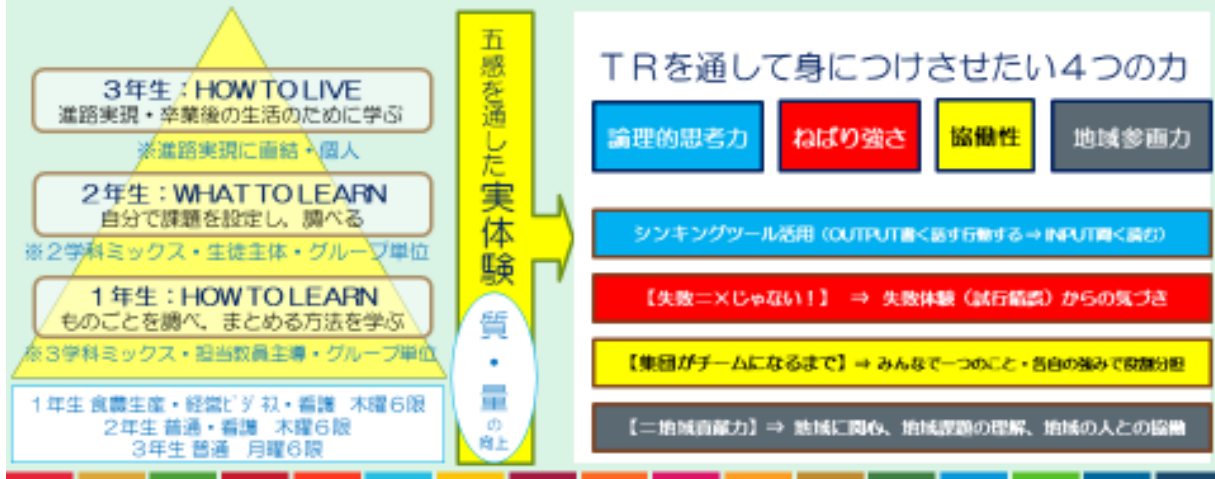 3年生：HOW TO LIVE
進路実現・卒業後の生活のために学ぶ
※進路実現に直結・個人
2年生：WHAT TO LEARN
自分で課題を設定し、調べる
※2学科ミックス・生徒主体・グループ単位
1年生：HOW TO LEARN
ものごとを調べ、まとめる方法を学ぶ
※3学科ミックス・担当教員主導・グループ単位
1年生 食農生産・経営ﾋﾞｼﾞﾈｽ・看護 木曜6限
2年生 普通・看護 木曜6限
3年生 普通 月曜6限
五感を通した実体験
質・量の向上
ＴＲを通して身につけさせたい４つの力
論理的思考力
ねばり強さ
協働性
地域参画力
シンキングツール活用（OUTPUT書く話す行動する⇒INPUT聞く読む）
【失敗＝×じゃない！】 ⇒ 失敗体験（試行錯誤）からの気づき
【集団がチームになるまで】⇒ みんなで一つのこと・各自の強みで役割分担
【＝地域貢献力】⇒ 地域に関心、地域課題の理解、地域の人との協働